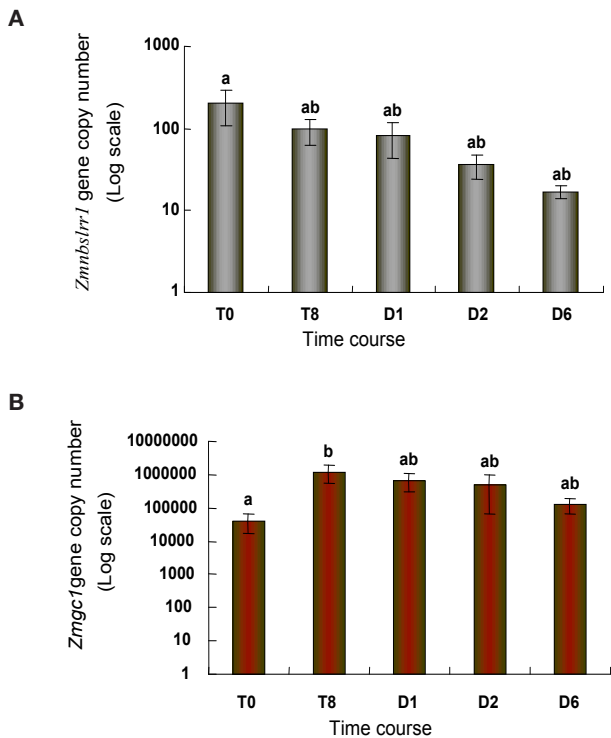 A
Zmnbslrr1 gene copy number
(Log scale)
1000
100
10
1
a
ab
ab
ab
ab
T0 T8 D1 D2 D6
Time course
B
Zmgc1gene copy number
(Log scale)
10000000
1000000
100000
10000
1000
100
10
1
a
b
ab
ab
ab
T0 T8 D1 D2 D6
Time course